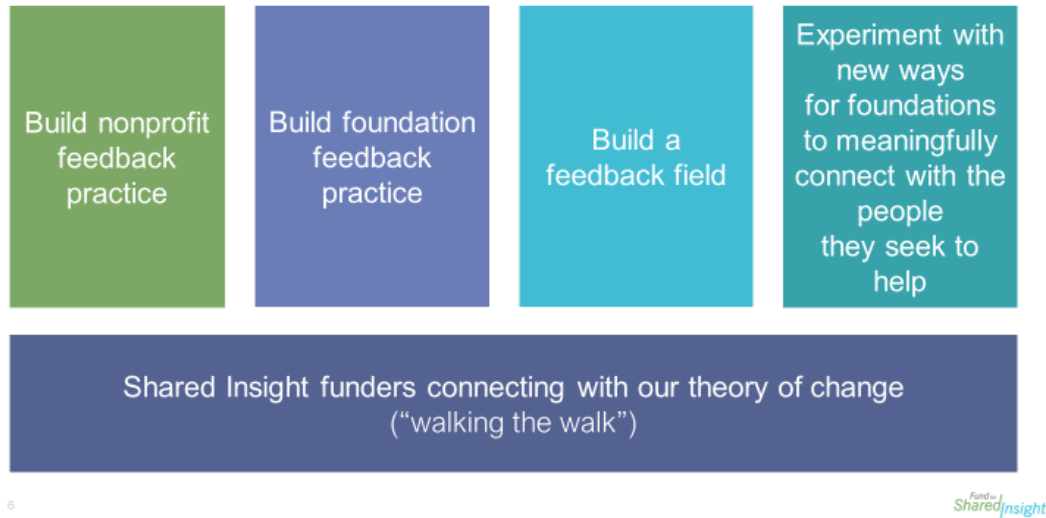 Build nonprofit
feedback
practice
Build foundation
feedback
practice
Build a
feedback field
Experiment with
new ways
for foundations
to meaningfully
connect with the
people
they seek to
help
Shared Insight funders connecting with our theory of change
(“walking the walk”)
6
Fund for
Shared Insight